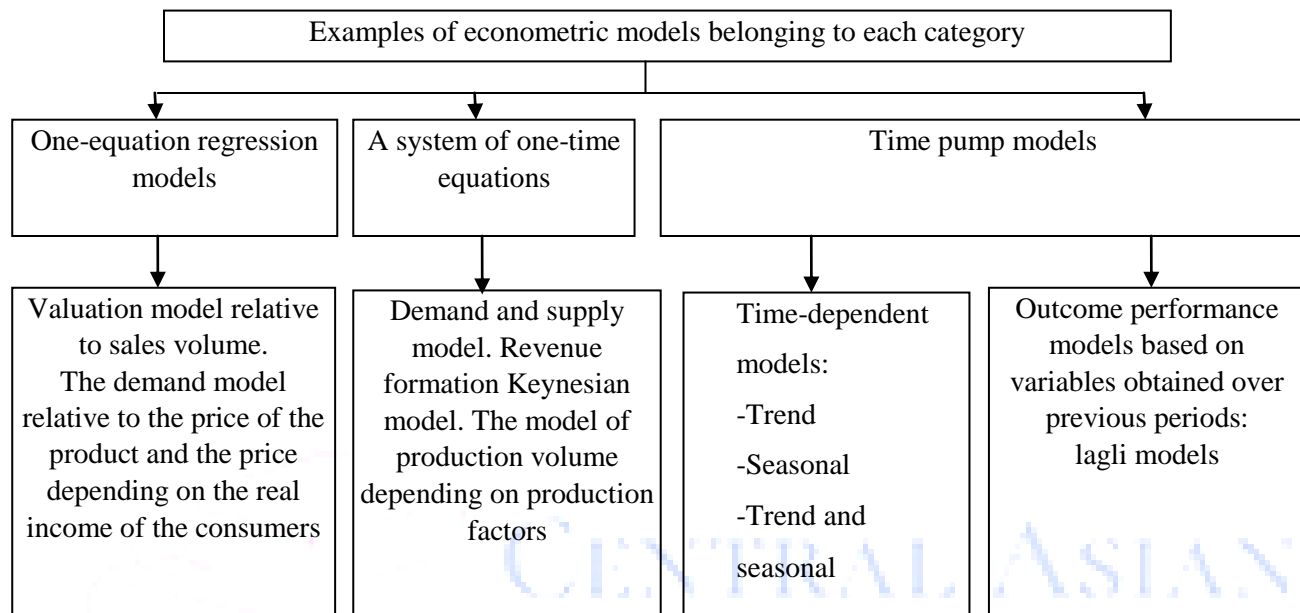 Examples of econometric models belonging to each category
One-equation regression
models
A system of one-time
equations
Time pump models
Valuation model relative
to sales volume.
The demand model
relative to the price of the
product and the price
depending on the real
income of the consumers
Demand and supply
model. Revenue
formation Keynesian
model. The model of
production volume
depending on production
factors
Time-dependent
models:
-Trend
-Seasonal
-Trend and
seasonal
Outcome performance
models based on
variables obtained over
previous periods:
lagli models
CENTRAL ASIAN